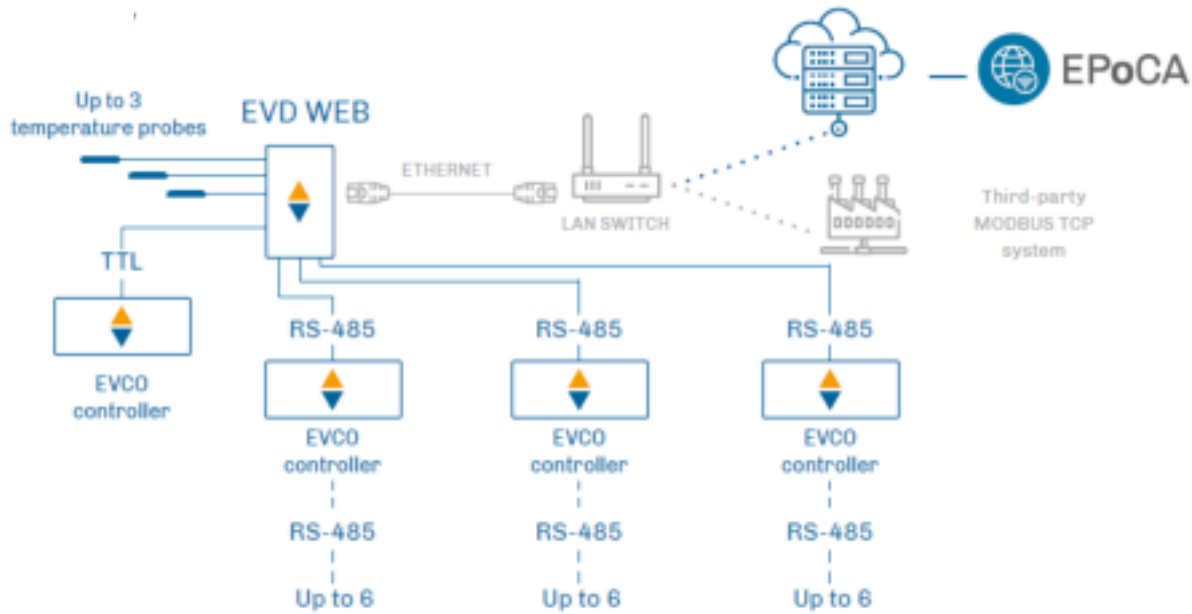 EPoCA
Up to 3
temperature probes
EVD WEB
ETHERNET
LAN SWITCH
Third-party
MODBUS TCP
system
TTL
RS-485
RS-485
RS-485
EVCO
controller
EVCO
controller
EVCO
controller
EVCO
controller
RS-485
RS-485
RS-485
Up to 6
Up to 6
Up to 6